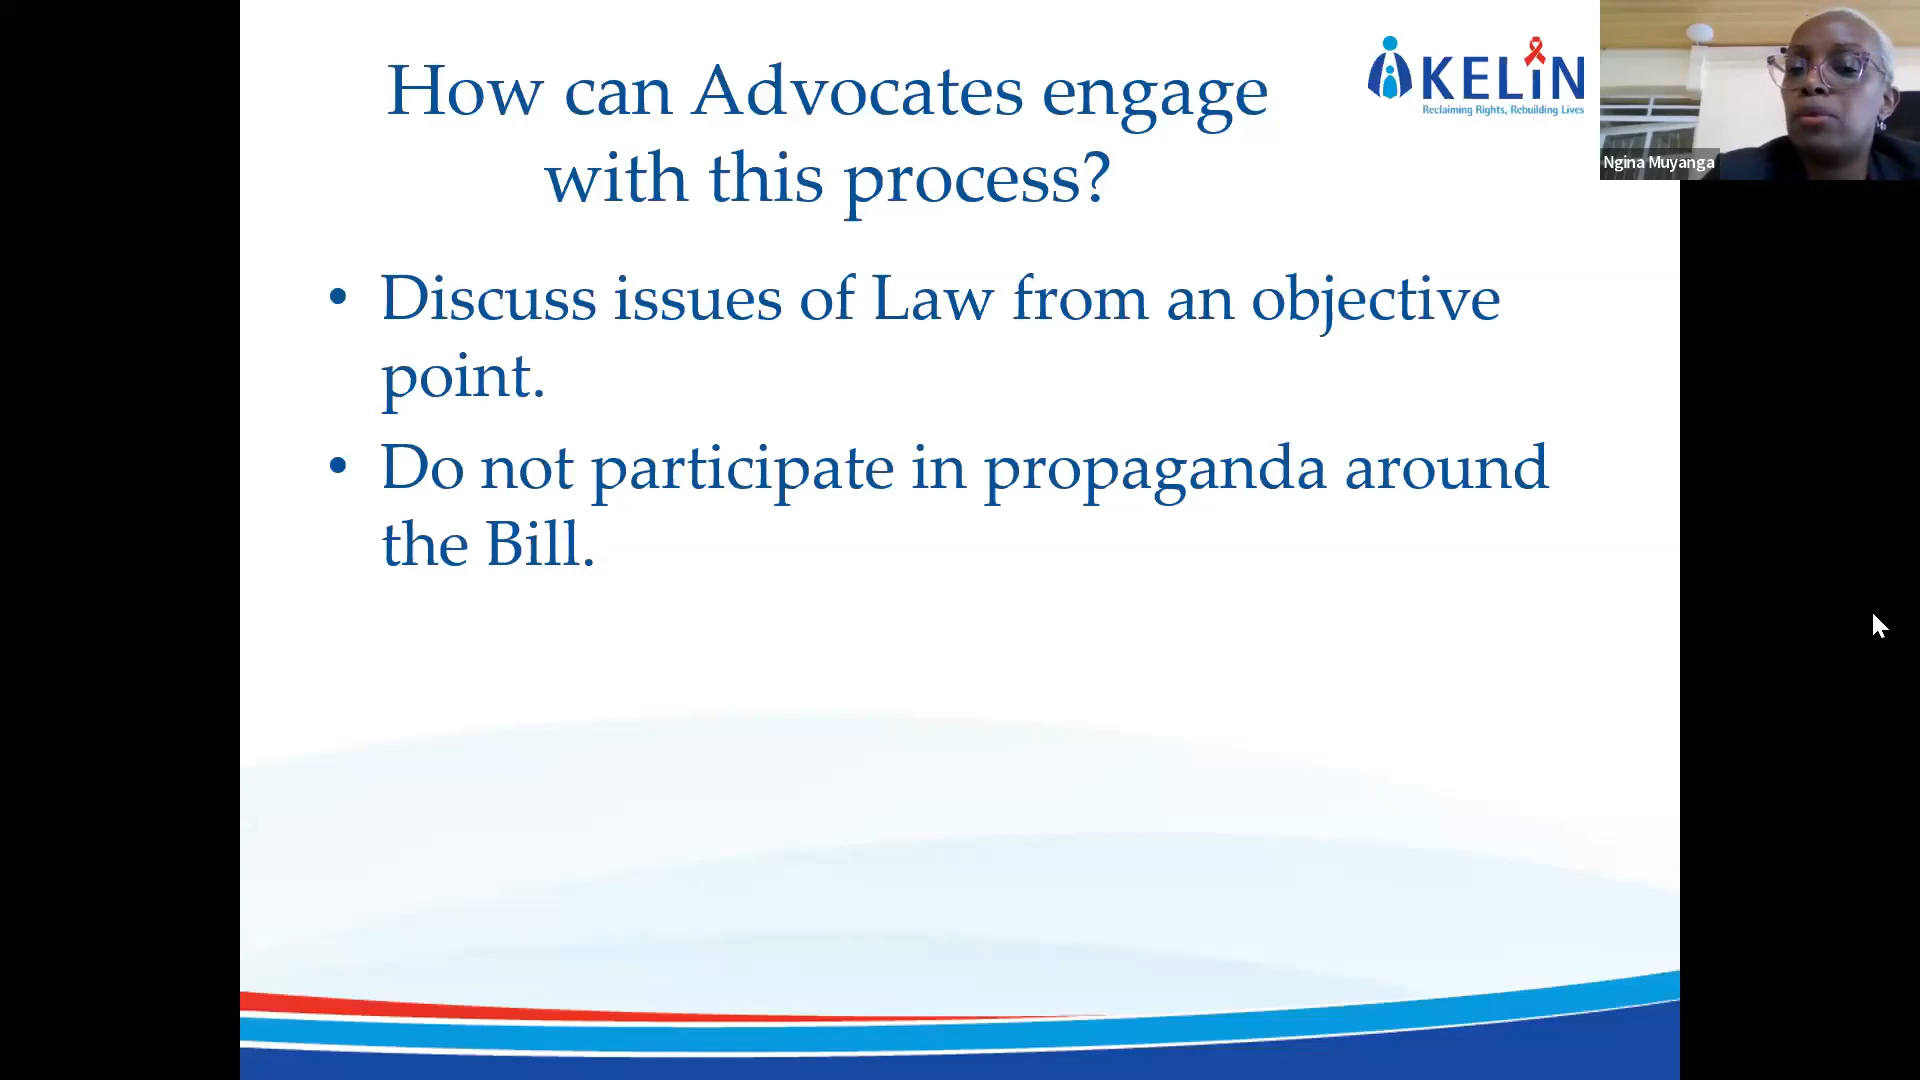 How can Advocates engage
with this process?
KELIN
Reclaiming Rights, Rebuilding Lives
Ngina Muyanga
• Discuss issues of Law from an objective
point.
• Do not participate in propaganda around
the Bill.